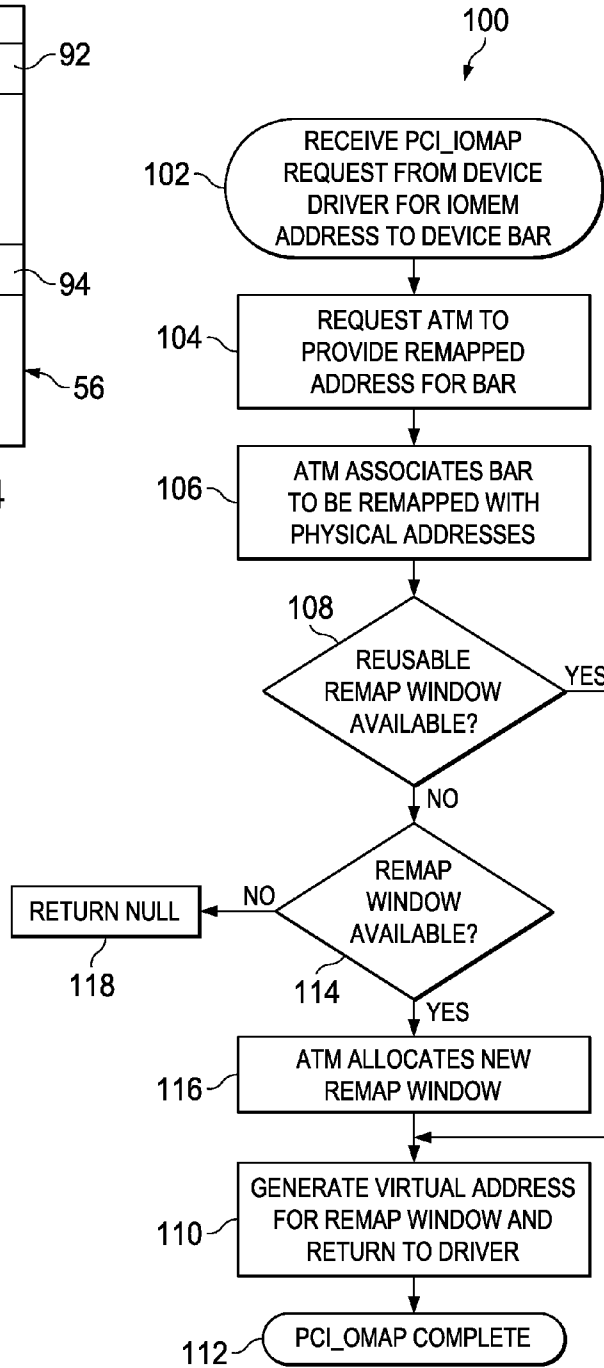 100
92
102
RECEIVE PCI_IOMAP
REQUEST FROM DEVICE
DRIVER FOR IOMEM
ADDRESS TO DEVICE BAR
94
104
REQUEST ATM TO
PROVIDE REMAPPED
ADDRESS FOR BAR
56
106
ATM ASSOCIATES BAR
TO BE REMAPPED WITH
PHYSICAL ADDRESSES
108
REUSABLE
REMAP WINDOW
AVAILABLE?
YES
NO
REMAP
WINDOW
AVAILABLE?
NO
RETURN NULL
118
114
YES
116
ATM ALLOCATES NEW
REMAP WINDOW
110
GENERATE VIRTUAL ADDRESS
FOR REMAP WINDOW AND
RETURN TO DRIVER
112
PCI_OMAP COMPLETE